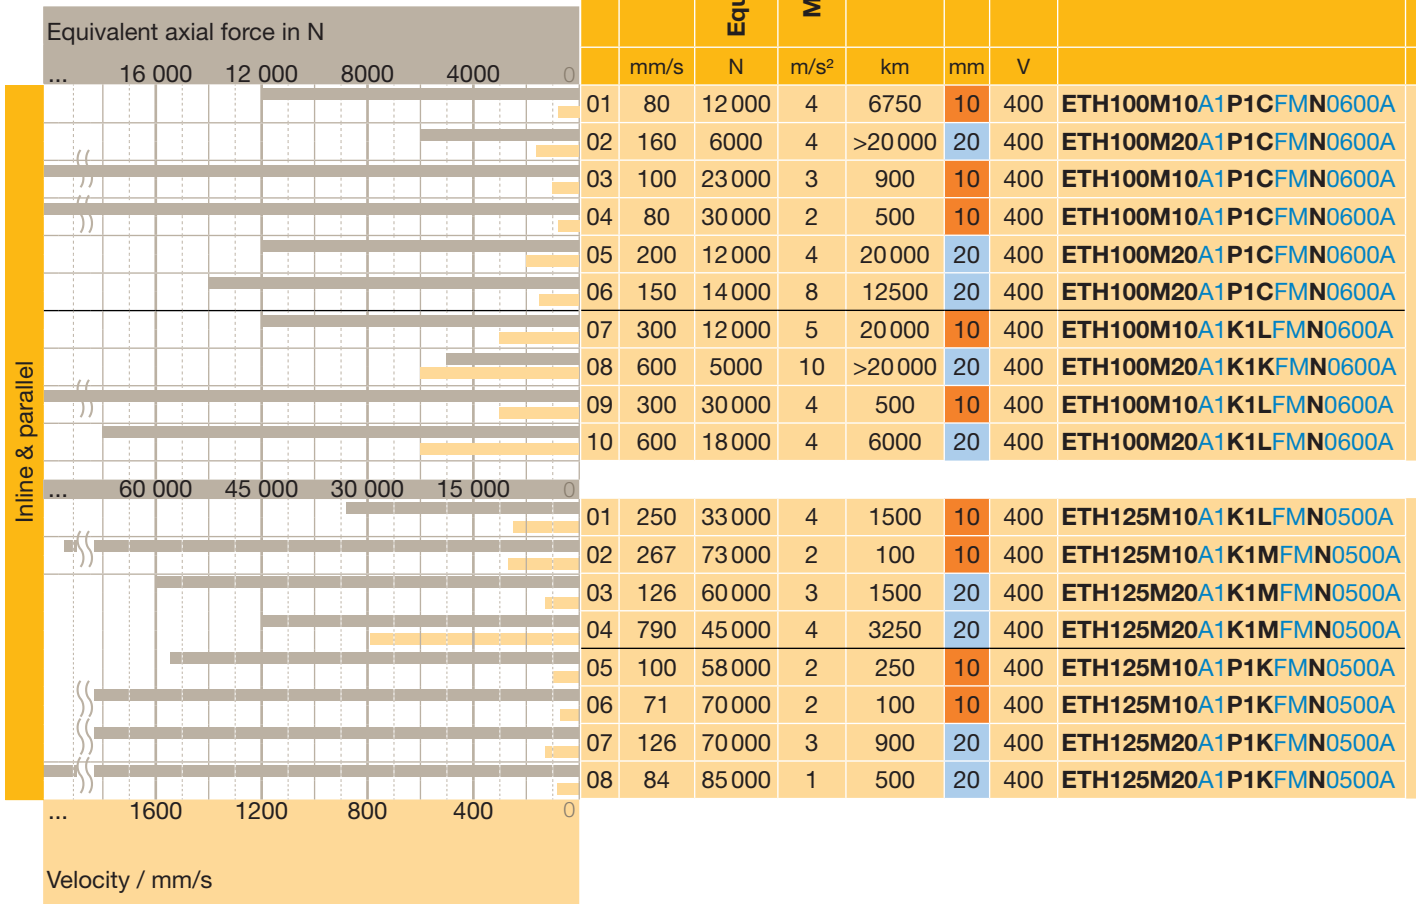 Equ
M
Equivalent axial force in N
... 16 000 12 000 8000 4000 0
mm/s N m/s² km mm V
01 80 12 000 4 6750 10 400 ETH100M10A1P1CFMN0600A
02 160 6000 4 >20 000 20 400 ETH100M20A1P1CFMN0600A
03 100 23 000 3 900 10 400 ETH100M10A1P1CFMN0600A
04 80 30 000 2 500 10 400 ETH100M10A1P1CFMN0600A
05 200 12 000 4 20 000 20 400 ETH100M20A1P1CFMN0600A
06 150 14 000 8 12500 20 400 ETH100M20A1P1CFMN0600A
07 300 12 000 5 20 000 10 400 ETH100M10A1K1LFMN0600A
08 600 5000 10 >20 000 20 400 ETH100M20A1K1KFMN0600A
09 300 30 000 4 500 10 400 ETH100M10A1K1LFMN0600A
10 600 18 000 4 6000 20 400 ETH100M20A1K1LFMN0600A
Inline & parallel
... 60 000 45 000 30 000 15 000 0
01 250 33 000 4 1500 10 400 ETH125M10A1K1LFMN0500A
02 267 73 000 2 100 10 400 ETH125M10A1K1MFMN0500A
03 126 60 000 3 1500 20 400 ETH125M20A1K1MFMN0500A
04 790 45 000 4 3250 20 400 ETH125M20A1K1MFMN0500A
05 100 58 000 2 250 10 400 ETH125M10A1P1KFMN0500A
06 71 70 000 2 100 10 400 ETH125M10A1P1KFMN0500A
07 126 70 000 3 900 20 400 ETH125M20A1P1KFMN0500A
08 84 85 000 1 500 20 400 ETH125M20A1P1KFMN0500A
... 1600 1200 800 400 0
Velocity / mm/s